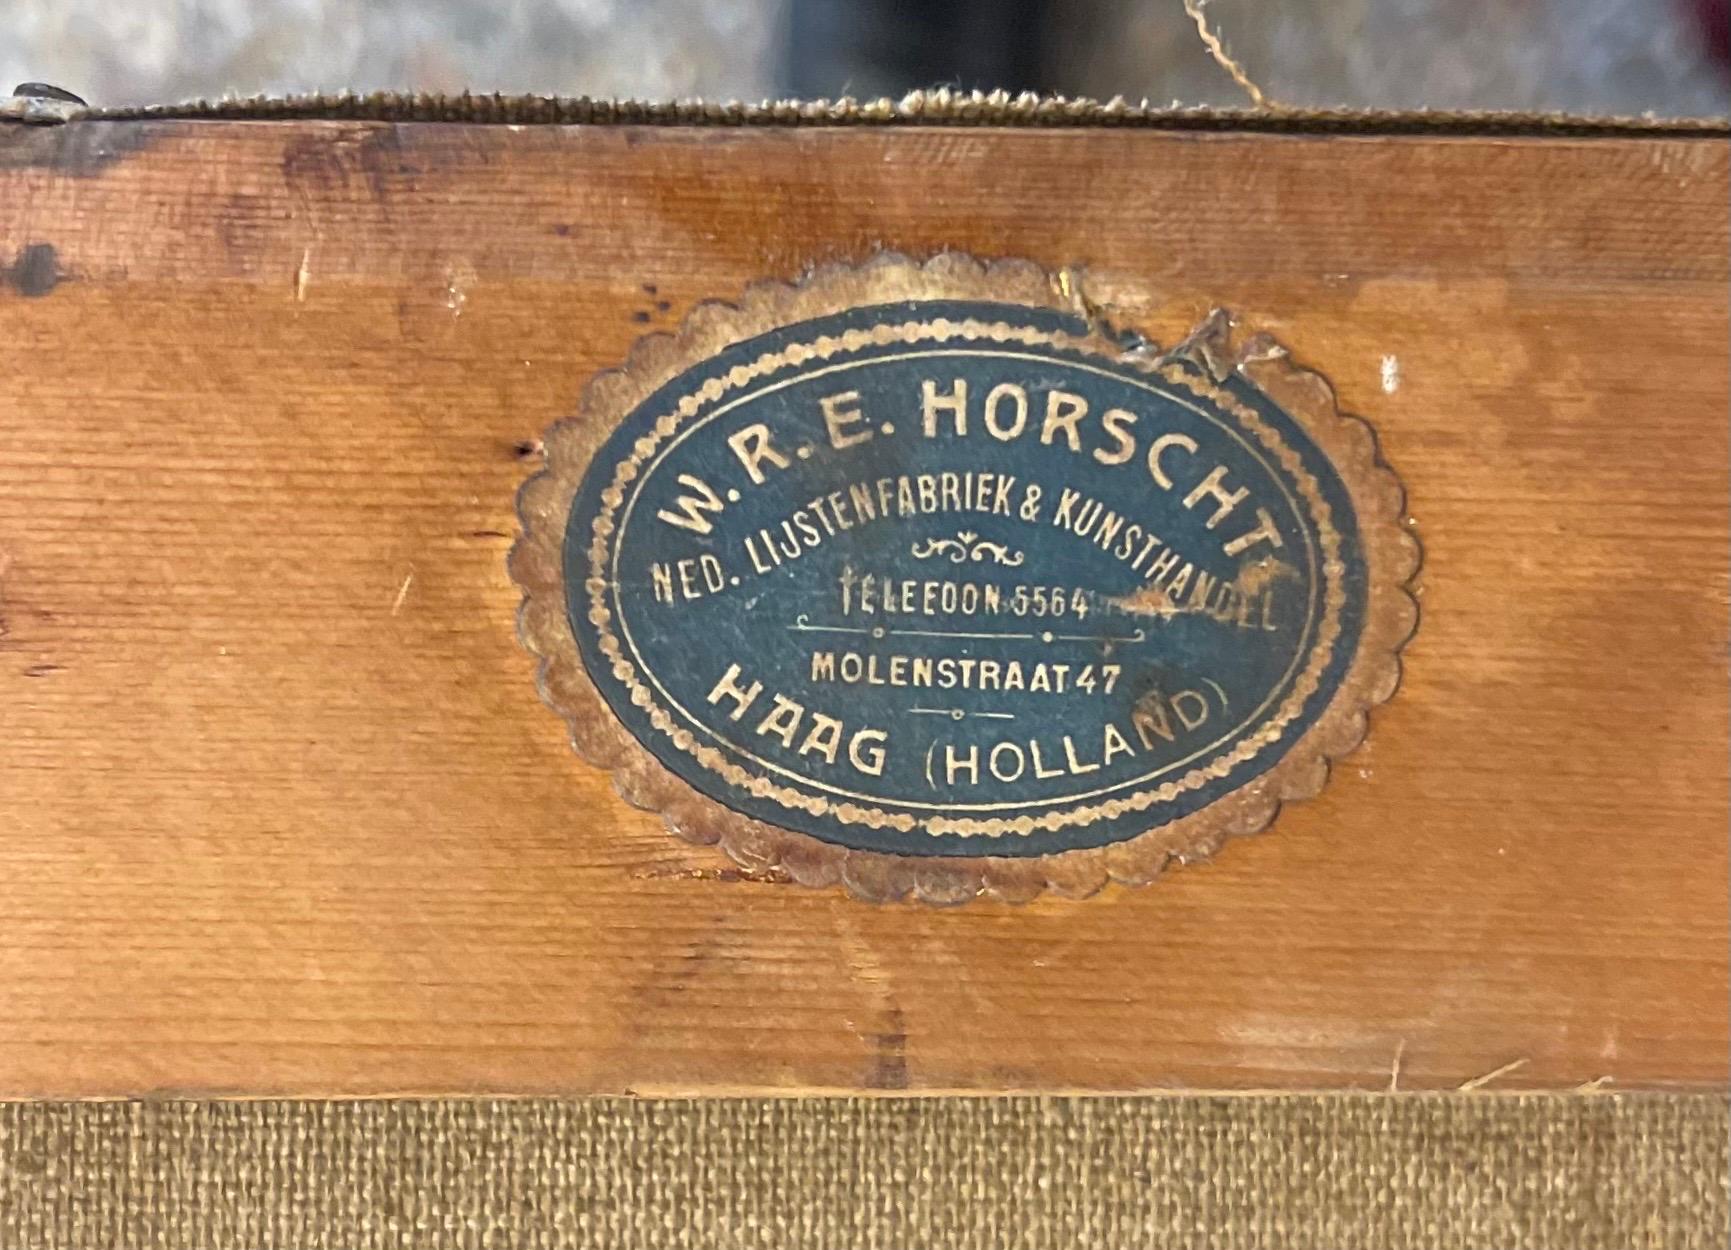 W. R. E. HORSCHT
NED. LIJSTENFABRIEK & KUNSTHANDEL
TELEFOON 5564
MOLENSTRAAT 47
HAAG (HOLLAND)